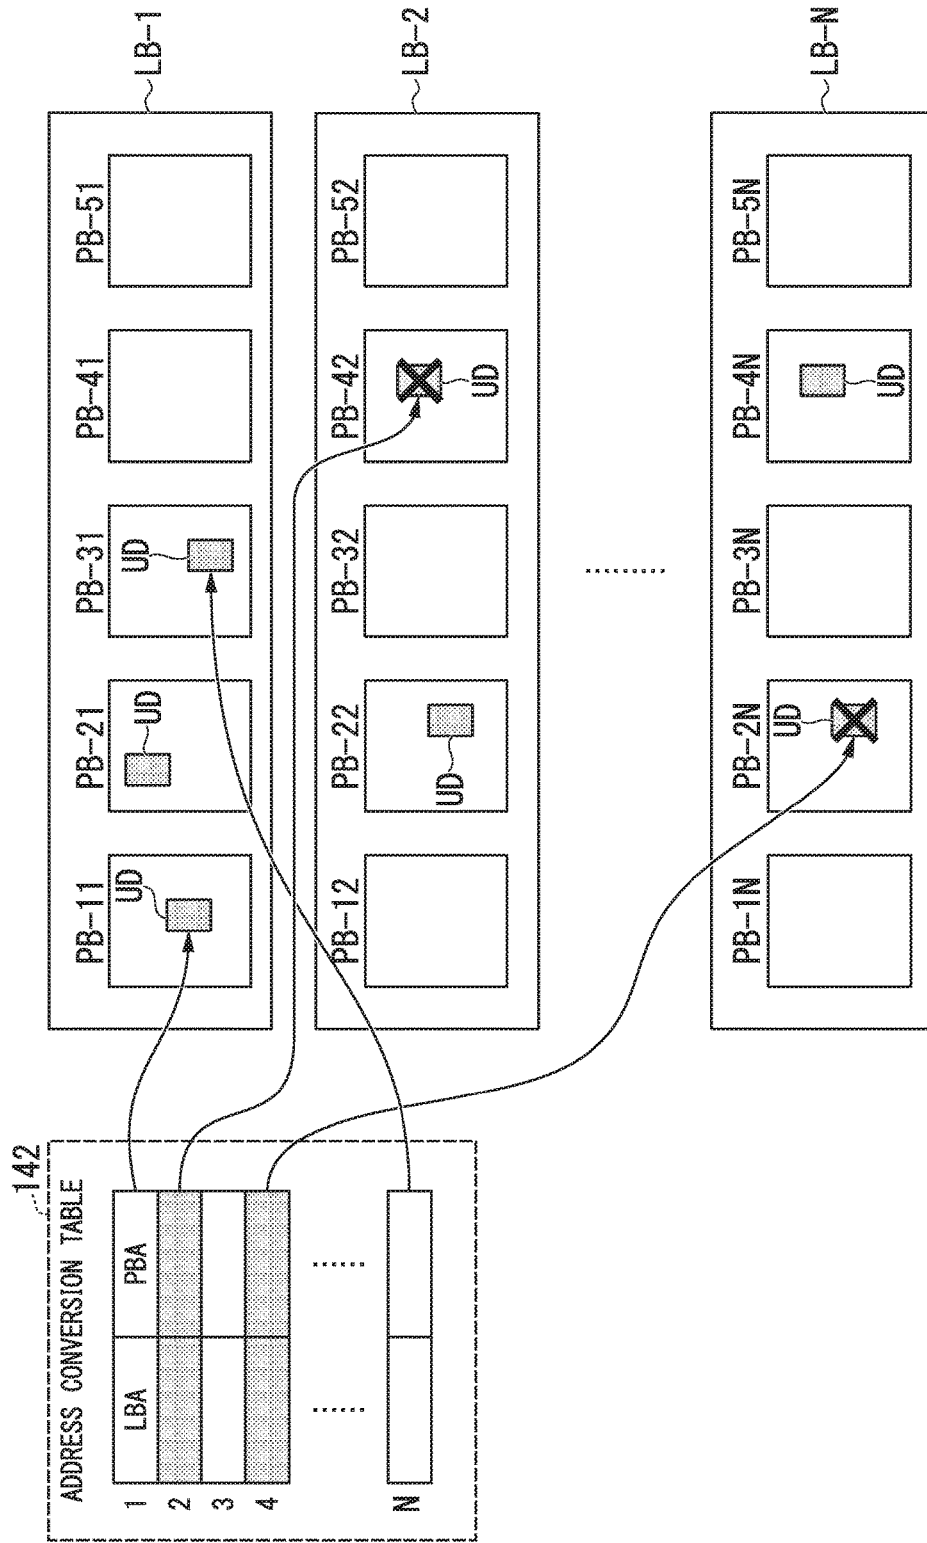 142
ADDRESS CONVERSION TABLE
LBA PBA
1
2
3
4
N
LB-1
PB-11 PB-21 PB-31 PB-41 PB-51
UD UD UD
LB-2
PB-12 PB-22 PB-32 PB-42 PB-52
UD UD
LB-N
PB-1N PB-2N PB-3N PB-4N PB-5N
UD UD